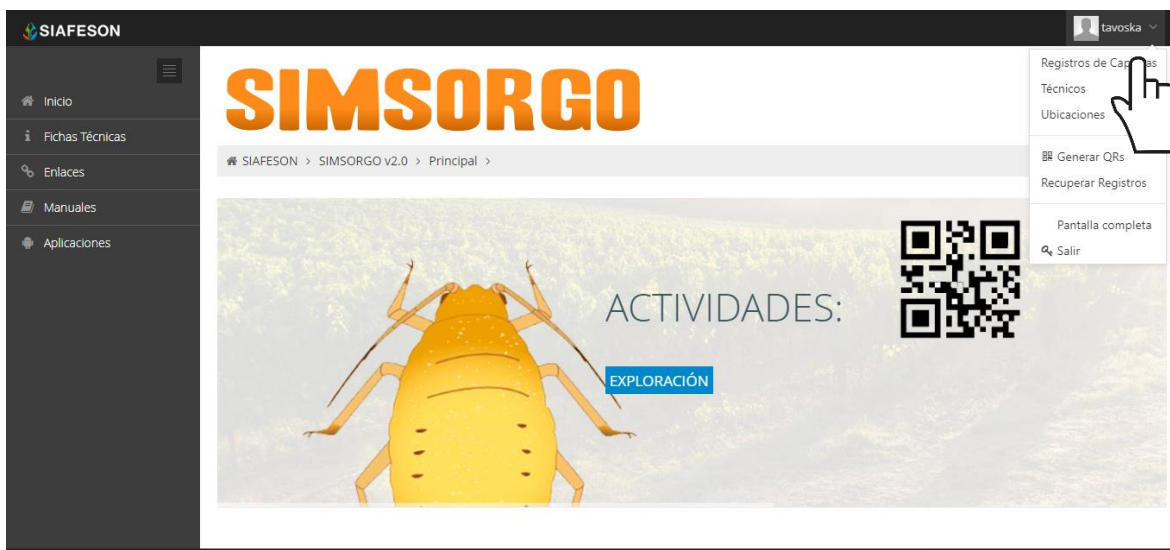 SIAFESON
tavoska
Inicio
Fichas Técnicas
Enlaces
Manuales
Aplicaciones
SIMSORGO
SIAFESON > SIMSORGO v2.0 > Principal >
ACTIVIDADES:
EXPLORACIÓN
Registros de
Técnicos
Ubicaciones
Generar QRs
Recuperar Registros
Pantalla completa
Salir